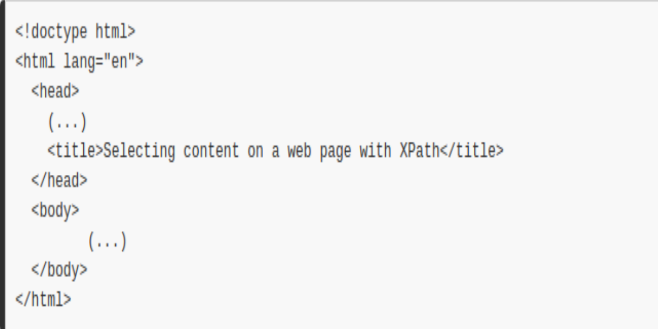 <!doctype html>
<html lang="en">
  <head>
    (...)
    <title>Selecting content on a web page with XPath</title>
  </head>
  <body>
         (...)
  </body>
</html>